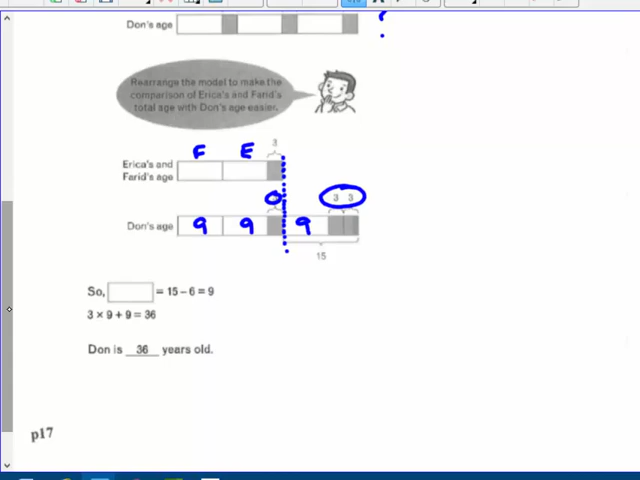 Don's age
?
Rearrange the model to make the
comparison of Erica's and Farid's
total age with Don's age easier.
3
F E
Erica's and
Farid's age
3 3
Don's age 9 9 9
15
So, = 15 – 6 = 9
3 × 9 + 9 = 36
Don is 36 years old.
p17